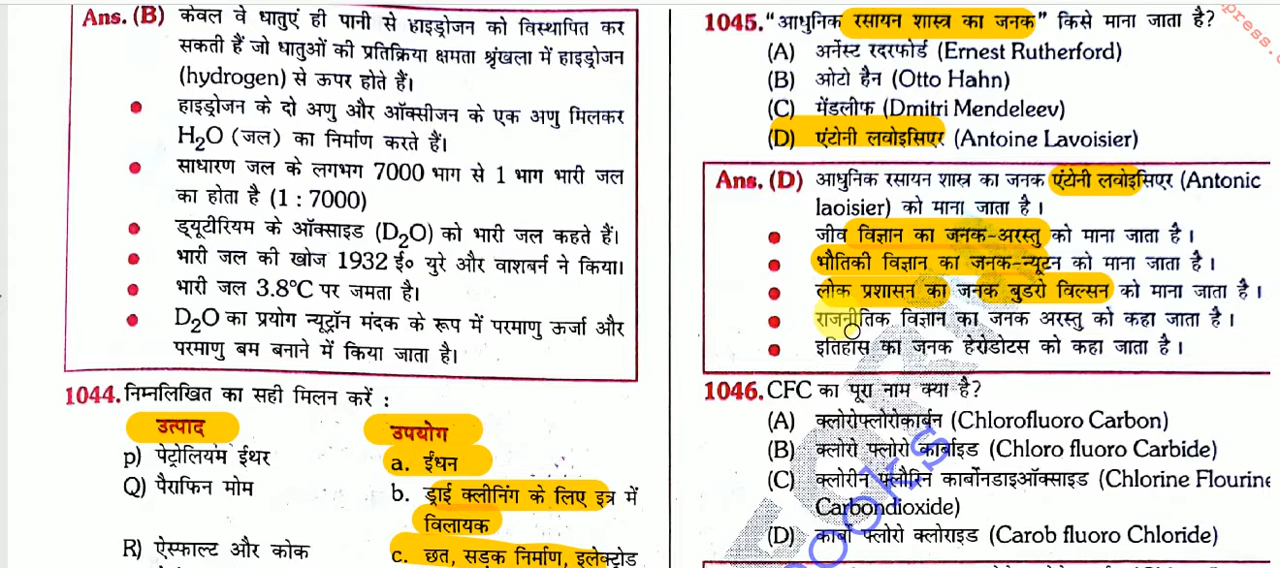 Ans. (B) केवल वे धातुएं ही पानी से हाइड्रोजन को विस्थापित कर
सकती हैं जो धातुओं की प्रतिक्रिया क्षमता श्रृंखला में हाइड्रोजन
(hydrogen) से ऊपर होते हैं।
हाइड्रोजन के दो अणु और ऑक्सीजन के एक अणु मिलकर
H₂O (जल) का निर्माण करते हैं।
साधारण जल के लगभग 7000 भाग से 1 भाग भारी जल
का होता है (1 : 7000)
ड्यूटीरियम के ऑक्साइड (D₂O) को भारी जल कहते हैं।
भारी जल की खोज 1932 ई० युरे और वाशबर्न ने किया।
भारी जल 3.8°C पर जमता है।
D₂O का प्रयोग न्यूट्रॉन मंदक के रूप में परमाणु ऊर्जा और
परमाणु बम बनाने में किया जाता है।
1044. निम्नलिखित का सही मिलन करें :
उत्पाद उपयोग
p) पेट्रोलियम ईथर a. ईंधन
Q) पैराफिन मोम b. ड्राई क्लीनिंग के लिए इत्र में
विलायक
R) ऐस्फाल्ट और कोक c. छत, सड़क निर्माण, इलेक्ट्रोड
1045. “आधुनिक रसायन शास्त्र का जनक” किसे माना जाता है?
(A) अर्नेस्ट रदरफोर्ड (Ernest Rutherford)
(B) ओटो हैन (Otto Hahn)
(C) मेंडलीफ (Dmitri Mendeleev)
(D) एंटोनी लवोइसिएर (Antoine Lavoisier)
Ans. (D) आधुनिक रसायन शास्त्र का जनक एंटोनी लवोइसिएर (Antonic
laoisier) को माना जाता है।
जीव विज्ञान का जनक-अरस्तु को माना जाता है।
भौतिकी विज्ञान का जनक-न्यूटन को माना जाता है।
लोक प्रशासन का जनक बुडरो विल्सन को माना जाता है।
राजनीतिक विज्ञान का जनक अरस्तु को कहा जाता है।
इतिहास का जनक हेरोडोटस को कहा जाता है।
1046. CFC का पूरा नाम क्या है?
(A) क्लोरोफ्लोरोकार्बन (Chlorofluoro Carbon)
(B) क्लोरो फ्लोरो कार्बाइड (Chloro fluoro Carbide)
(C) क्लोरीन फ्लौरिन कार्बोनडाइऑक्साइड (Chlorine Flourine
Carbondioxide)
(D) कार्बो फ्लोरो क्लोराइड (Carob fluoro Chloride)